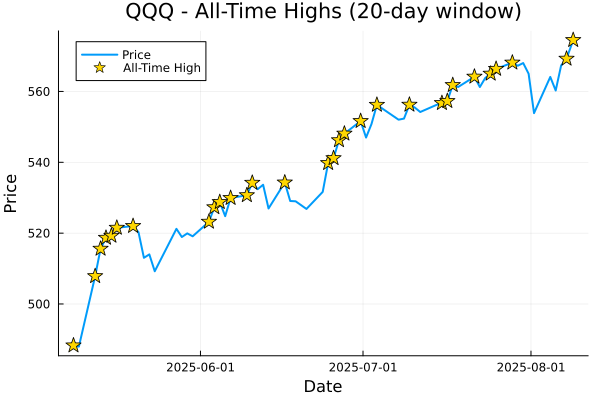 QQQ - All-Time Highs (20-day window)
Price
All-Time High
Price
560
540
520
500
2025-06-01
2025-07-01
2025-08-01
Date